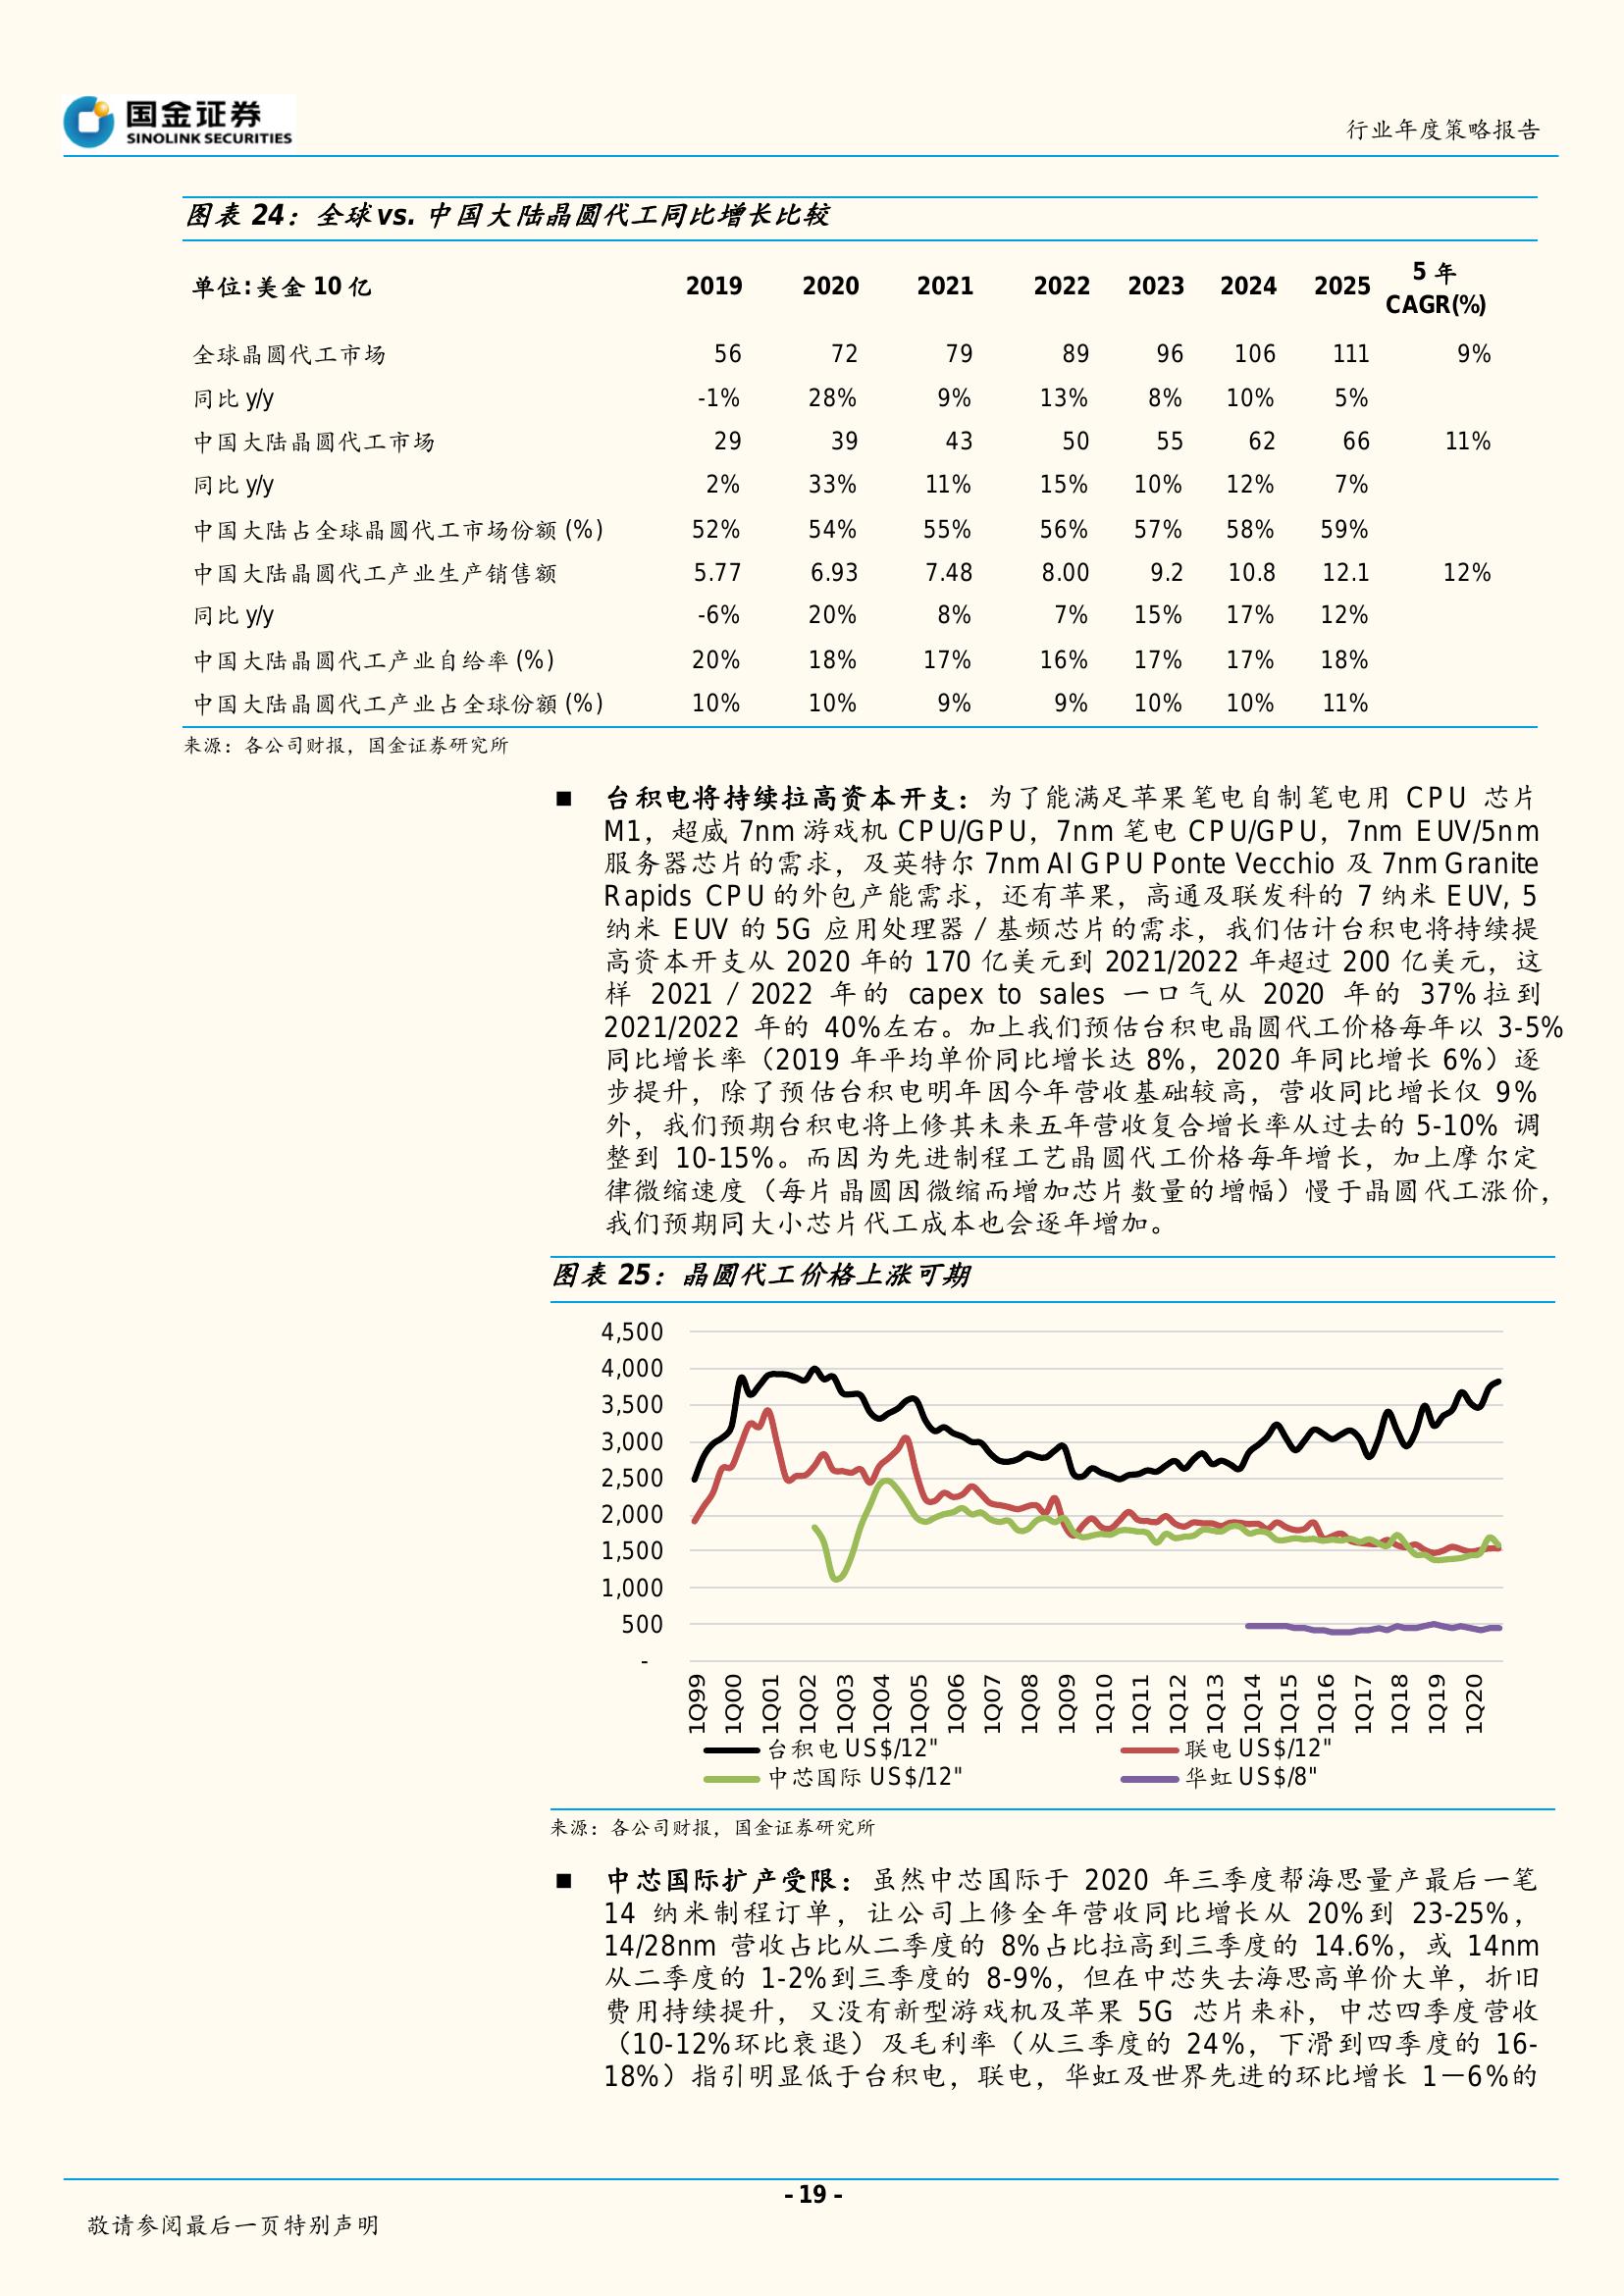 国金证券
SINOLINK SECURITIES
行业年度策略报告
图表 24：全球 vs. 中国大陆晶圆代工同比增长比较
单位:美金 10 亿 2019 2020 2021 2022 2023 2024 2025 5 年 CAGR(%)
全球晶圆代工市场 56 72 79 89 96 106 111 9%
同比 y/y -1% 28% 9% 13% 8% 10% 5%
中国大陆晶圆代工市场 29 39 43 50 55 62 66 11%
同比 y/y 2% 33% 11% 15% 10% 12% 7%
中国大陆占全球晶圆代工市场份额 (%) 52% 54% 55% 56% 57% 58% 59%
中国大陆晶圆代工产业生产销售额 5.77 6.93 7.48 8.00 9.2 10.8 12.1 12%
同比 y/y -6% 20% 8% 7% 15% 17% 12%
中国大陆晶圆代工产业自给率 (%) 20% 18% 17% 16% 17% 17% 18%
中国大陆晶圆代工产业占全球份额 (%) 10% 10% 9% 9% 10% 10% 11%
来源：各公司财报，国金证券研究所
■ 台积电将持续拉高资本开支：为了能满足苹果笔电自制笔电用 CPU 芯片
M1，超威 7nm 游戏机 CPU/GPU，7nm 笔电 CPU/GPU，7nm EUV/5nm
服务器芯片的需求，及英特尔 7nm AI GPU Ponte Vecchio 及 7nm Granite
Rapids CPU 的外包产能需求，还有苹果，高通及联发科的 7 纳米 EUV, 5
纳米 EUV 的 5G 应用处理器／基频芯片的需求，我们估计台积电将持续提
高资本开支从 2020 年的 170 亿美元到 2021/2022 年超过 200 亿美元，这
样 2021／2022 年的 capex to sales 一口气从 2020 年的 37%拉到
2021/2022 年的 40%左右。加上我们预估台积电晶圆代工价格每年以 3-5%
同比增长率（2019 年平均单价同比增长达 8%，2020 年同比增长 6%）逐
步提升，除了预估台积电明年因今年营收基础较高，营收同比增长仅 9%
外，我们预期台积电将上修其未来五年营收复合增长率从过去的 5-10% 调
整到 10-15%。而因为先进制程工艺晶圆代工价格每年增长，加上摩尔定
律微缩速度（每片晶圆因微缩而增加芯片数量的增幅）慢于晶圆代工涨价，
我们预期同大小芯片代工成本也会逐年增加。
图表 25：晶圆代工价格上涨可期
4,500
4,000
3,500
3,000
2,500
2,000
1,500
1,000
500
-
1Q99 1Q00 1Q01 1Q02 1Q03 1Q04 1Q05 1Q06 1Q07 1Q08 1Q09 1Q10 1Q11 1Q12 1Q13 1Q14 1Q15 1Q16 1Q17 1Q18 1Q19 1Q20
台积电 US$/12" 联电 US$/12"
中芯国际 US$/12" 华虹 US$/8"
来源：各公司财报，国金证券研究所
■ 中芯国际扩产受限：虽然中芯国际于 2020 年三季度帮海思量产最后一笔
14 纳米制程订单，让公司上修全年营收同比增长从 20%到 23-25%，
14/28nm 营收占比从二季度的 8%占比拉高到三季度的 14.6%，或 14nm
从二季度的 1-2%到三季度的 8-9%，但在中芯失去海思高单价大单，折旧
费用持续提升，又没有新型游戏机及苹果 5G 芯片来补，中芯四季度营收
（10-12%环比衰退）及毛利率（从三季度的 24%，下滑到四季度的 16-
18%）指引明显低于台积电，联电，华虹及世界先进的环比增长 1－6%的
- 19 -
敬请参阅最后一页特别声明